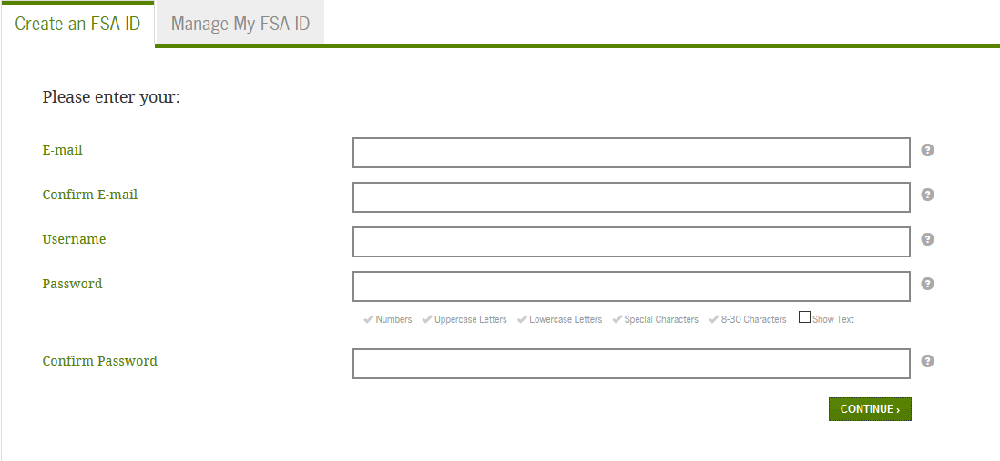 Create an FSA ID Manage My FSA ID
Please enter your:
E-mail
Confirm E-mail
Username
Password
Numbers Uppercase Letters Lowercase Letters Special Characters 8-30 Characters Show Text
Confirm Password
CONTINUE ›